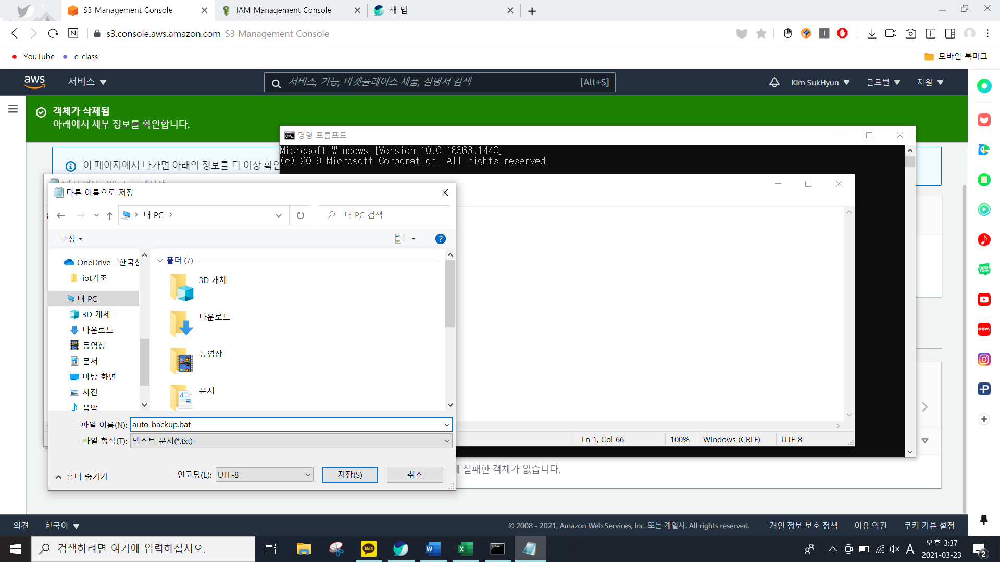 S3 Management Console
IAM Management Console
새 탭
s3.console.aws.amazon.com S3 Management Console
YouTube
e-class
모바일 북마크
aws
서비스
서비스, 기능, 마켓플레이스 제품, 설명서 검색
[Alt+S]
Kim SukHyun
글로벌
지원
객체가 삭제됨
아래에서 세부 정보를 확인합니다.
명령 프롬프트
Microsoft Windows [Version 10.0.18363.1440]
(c) 2019 Microsoft Corporation. All rights reserved.
이 페이지에서 나가면 아래의 정보를 더 이상 확인
다른 이름으로 저장
내 PC
내 PC 검색
구성
OneDrive - 한국산
iot기초
내 PC
3D 개체
다운로드
동영상
문서
바탕 화면
사진
음악
폴더 (7)
3D 개체
다운로드
동영상
문서
파일 이름(N): auto_backup.bat
파일 형식(T): 텍스트 문서(*.txt)
폴더 숨기기
인코딩(E): UTF-8
저장(S)
취소
Ln 1, Col 66
100%
Windows (CRLF)
UTF-8
실패한 객체가 없습니다.
WEB TOON
NOW.
의견
한국어
© 2008 - 2021, Amazon Web Services, Inc. 또는 계열사. All rights reserved.
개인 정보 보호 정책
이용 약관
쿠키 기본 설정
검색하려면 여기에 입력하십시오.
TALK
A
오후 3:37
2021-03-23
2